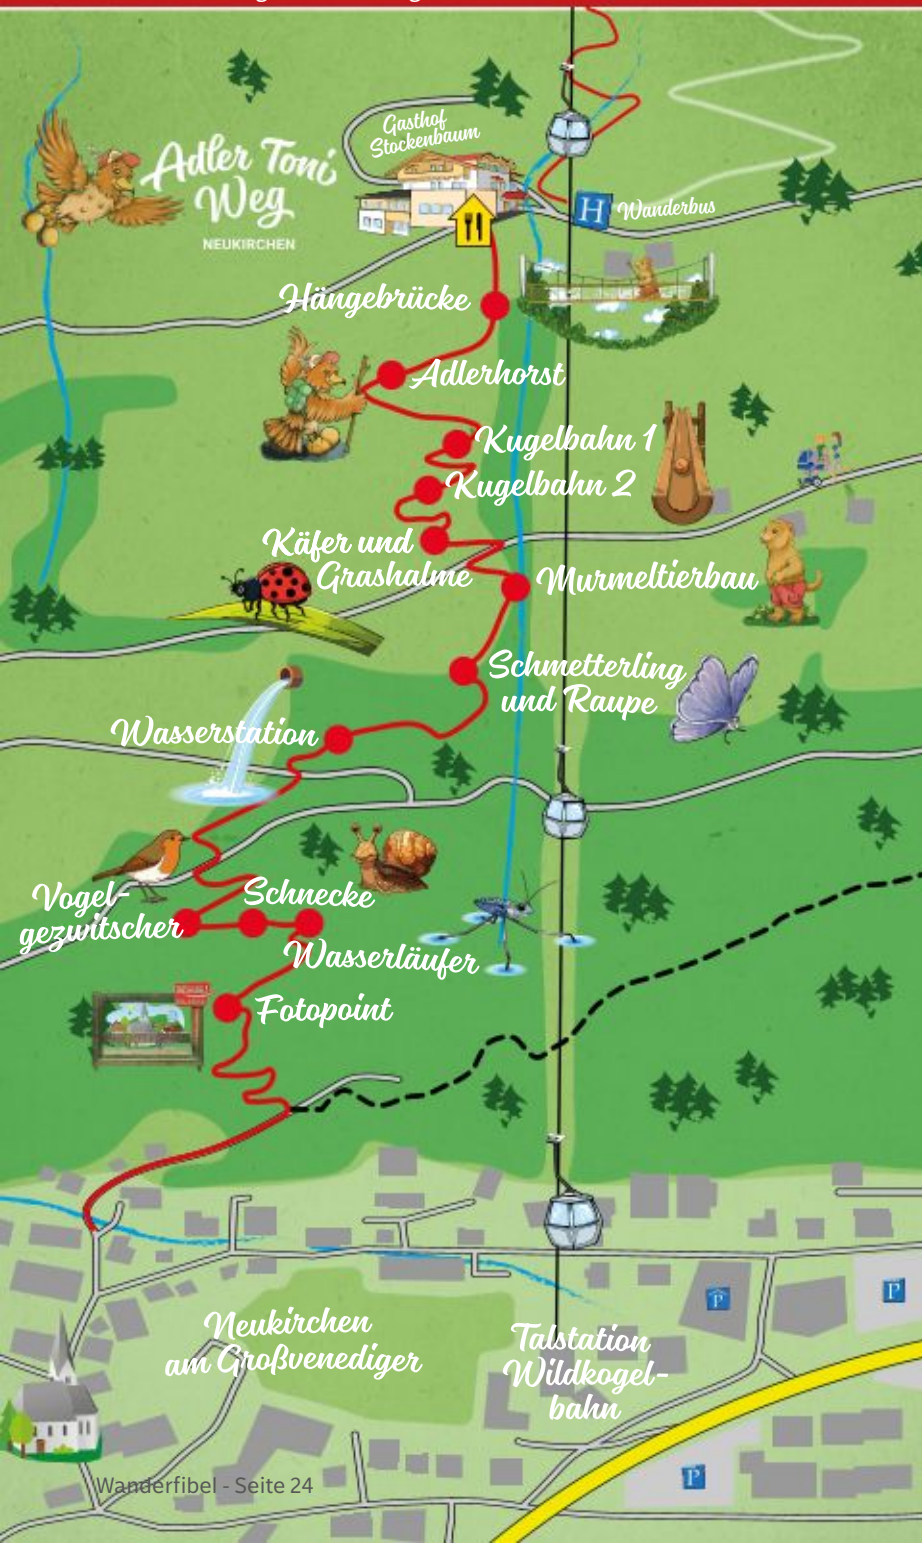 Gasthof
Stockenbaum
Adler Toni
Weg
NEUKIRCHEN
H Wanderbus
Hängebrücke
Adlerhorst
Kugelbahn 1
Kugelbahn 2
Käfer und
Grashalme
Murmeltierbau
Schmetterling
und Raupe
Wasserstation
Vogel-
gezwitscher
Schnecke
Wasserläufer
Fotopoint
P
P
Neukirchen
am Großvenediger
Talstation
Wildkogel-
bahn
P
Wanderfibel - Seite 24